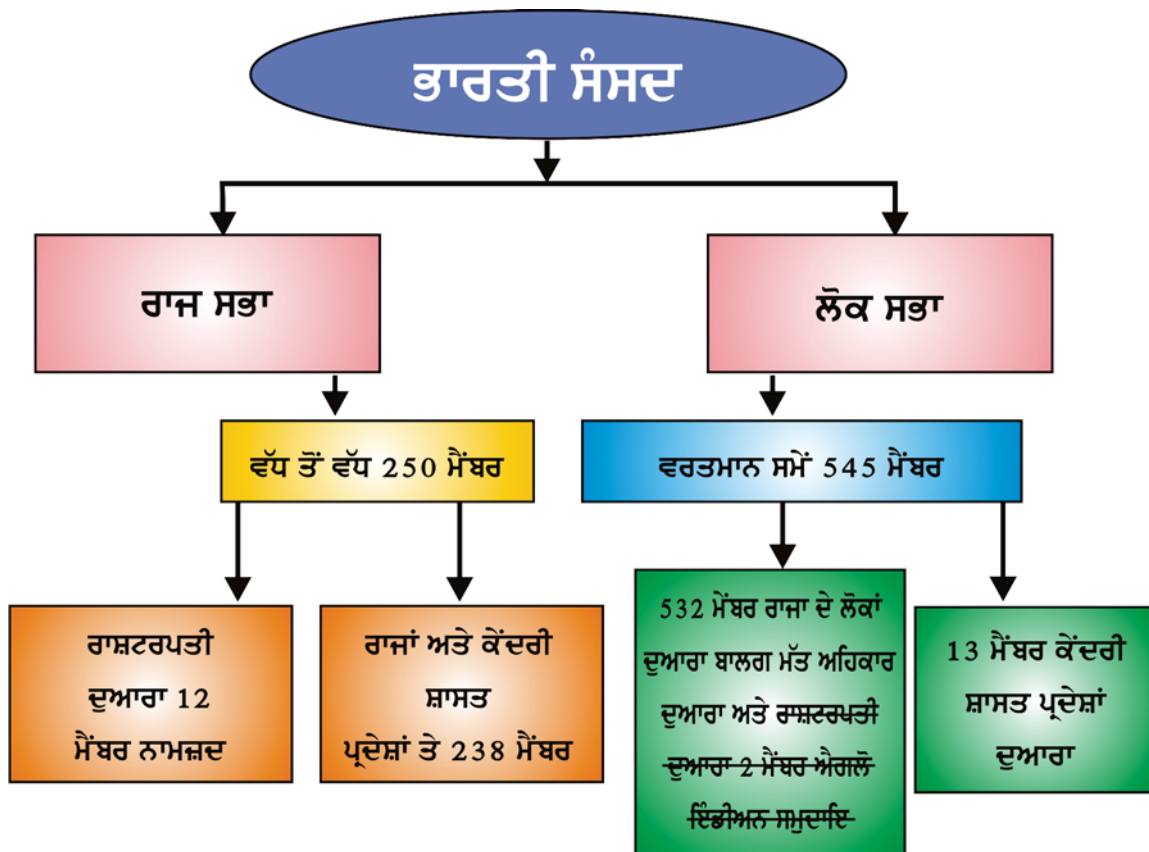 ਭਾਰਤੀ ਸੰਸਦ
ਰਾਜ ਸਭਾ
ਲੋਕ ਸਭਾ
ਵੱਧ ਤੋਂ ਵੱਧ 250 ਮੈਂਬਰ
ਵਰਤਮਾਨ ਸਮੇਂ 545 ਮੈਂਬਰ
ਰਾਸ਼ਟਰਪਤੀ
ਦੁਆਰਾ 12
ਮੈਂਬਰ ਨਾਮਜ਼ਦ
ਰਾਜਾਂ ਅਤੇ ਕੇਂਦਰੀ
ਸ਼ਾਸਤ
ਪ੍ਰਦੇਸ਼ਾਂ ਤੇ 238 ਮੈਂਬਰ
532 ਮੇਂਬਰ ਰਾਜਾ ਦੇ ਲੋਕਾਂ
ਦੁਆਰਾ ਬਾਲਗ ਮੱਤ ਅਹਿਕਾਰ
ਦੁਆਰਾ ਅਤੇ ਰਾਸ਼ਟਰਪਤੀ
ਦੁਆਰਾ 2 ਮੈਂਬਰ ਐਗਲੋ
ਇੰਡੀਅਨ ਸਮੁਦਾਇ
13 ਮੈਂਬਰ ਕੇਂਦਰੀ
ਸ਼ਾਸਤ ਪ੍ਰਦੇਸ਼ਾਂ
ਦੁਆਰਾ